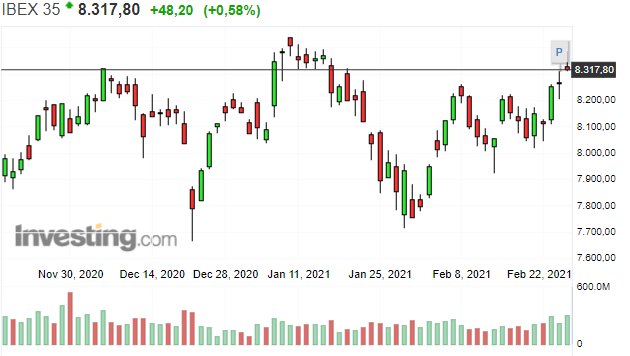 IBEX 35 8.317,80 +48,20 (+0,58%)
P
8.317,80
8.200,00
8.100,00
8.000,00
7.900,00
7.800,00
7.700,00
7.600,00
Investing.com
Nov 30, 2020 Dec 14, 2020 Dec 28, 2020 Jan 11, 2021 Jan 25, 2021 Feb 8, 2021 Feb 22, 2021
600.0M
0